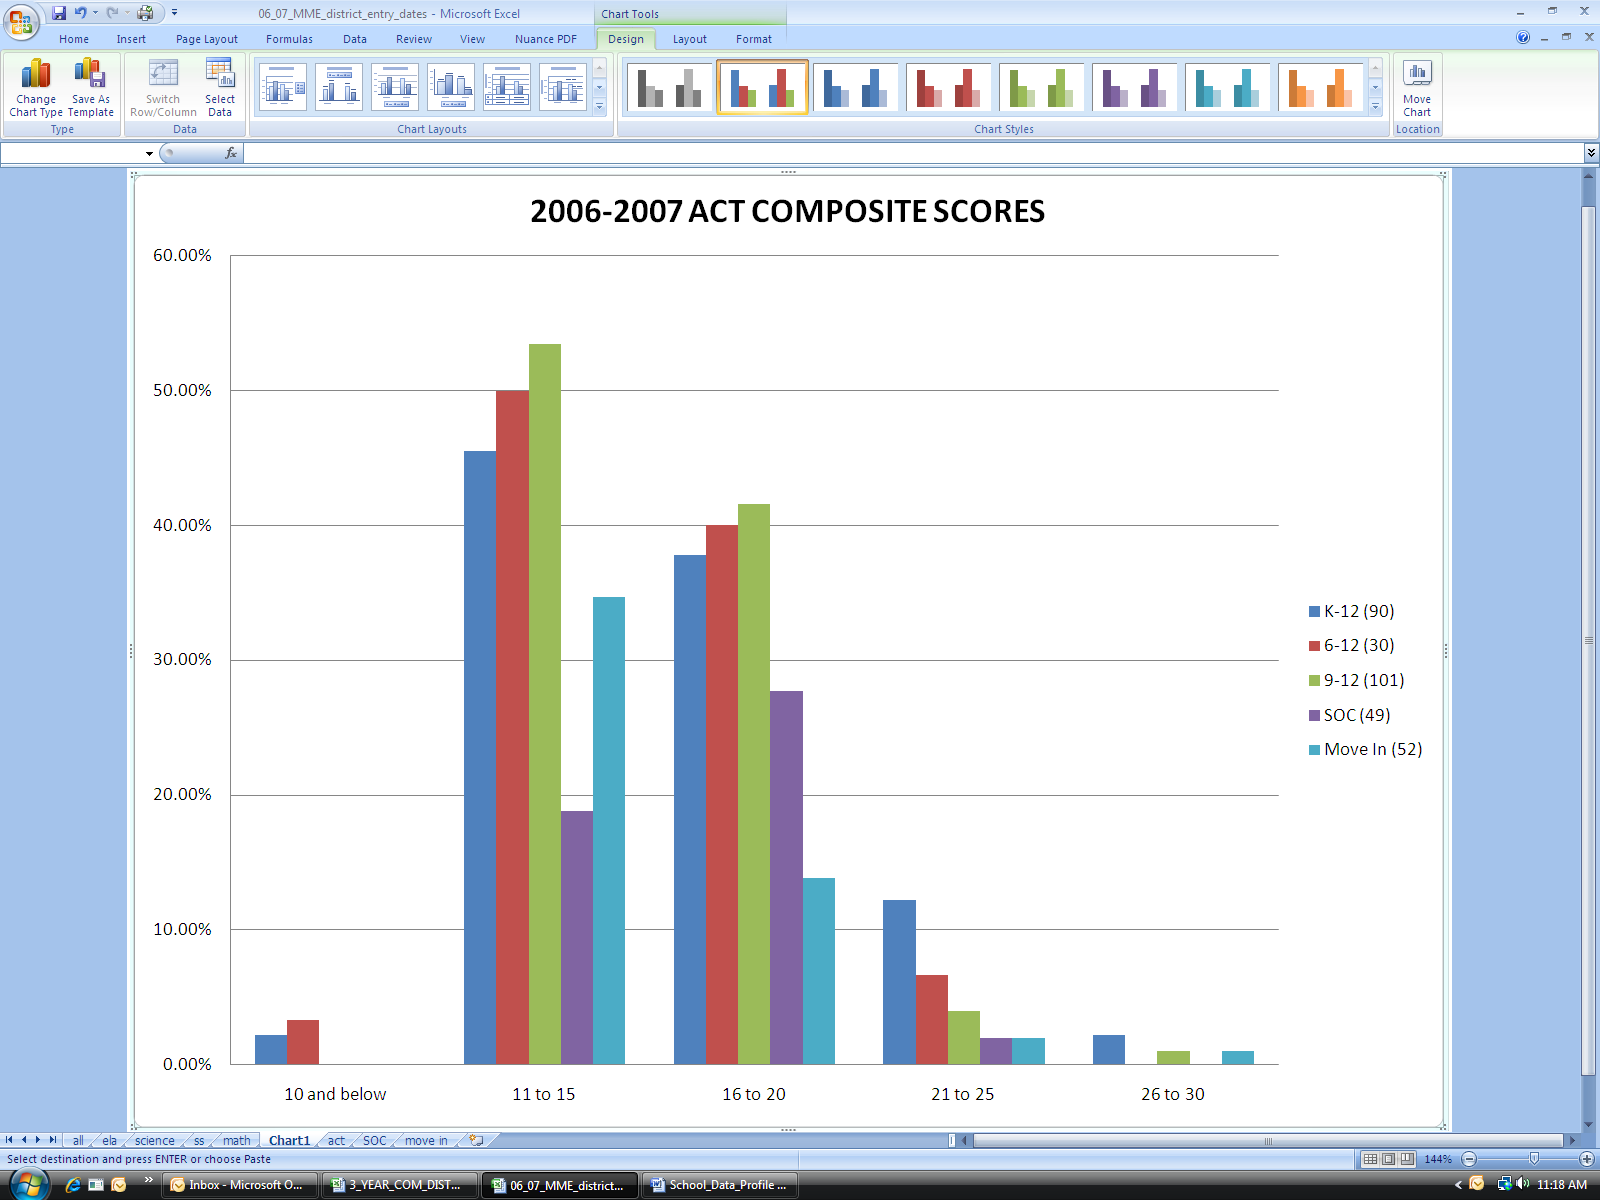 06_07_MME_district_entry_dates - Microsoft Excel
Chart Tools
Home Insert Page Layout Formulas Data Review View Nuance PDF Design Layout Format
Change Chart Type
Save As Template
Switch Row/Column
Select Data
Move Chart
Type Data Chart Layouts Chart Styles Location
fx
2006-2007 ACT COMPOSITE SCORES
60.00%
50.00%
40.00%
30.00%
20.00%
10.00%
0.00%
10 and below 11 to 15 16 to 20 21 to 25 26 to 30
K-12 (90)
6-12 (30)
9-12 (101)
SOC (49)
Move In (52)
all ela science ss math Chart1 act SOC move in
Select destination and press ENTER or choose Paste
144%
Inbox - Microsoft O... 3_YEAR_COM_DIST... 06_07_MME_district... School_Data_Profile ... 11:18 AM